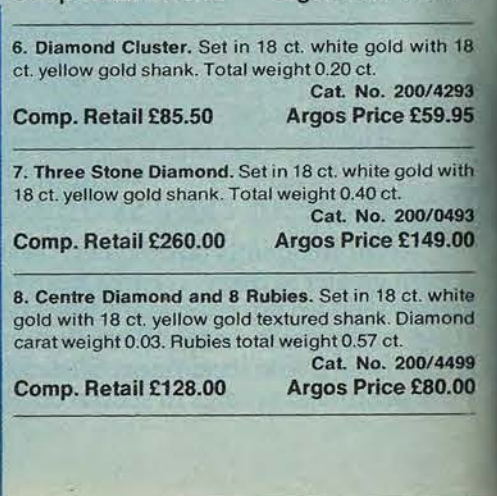 6. Diamond Cluster. Set in 18 ct. white gold with 18
ct. yellow gold shank. Total weight 0.20 ct.
Cat. No. 200/4293
Comp. Retail £85.50 Argos Price £59.95
7. Three Stone Diamond. Set in 18 ct. white gold with
18 ct. yellow gold shank. Total weight 0.40 ct.
Cat. No. 200/0493
Comp. Retail £260.00 Argos Price £149.00
8. Centre Diamond and 8 Rubies. Set in 18 ct. white
gold with 18 ct. yellow gold textured shank. Diamond
carat weight 0.03. Rubies total weight 0.57 ct.
Cat. No. 200/4499
Comp. Retail £128.00 Argos Price £80.00